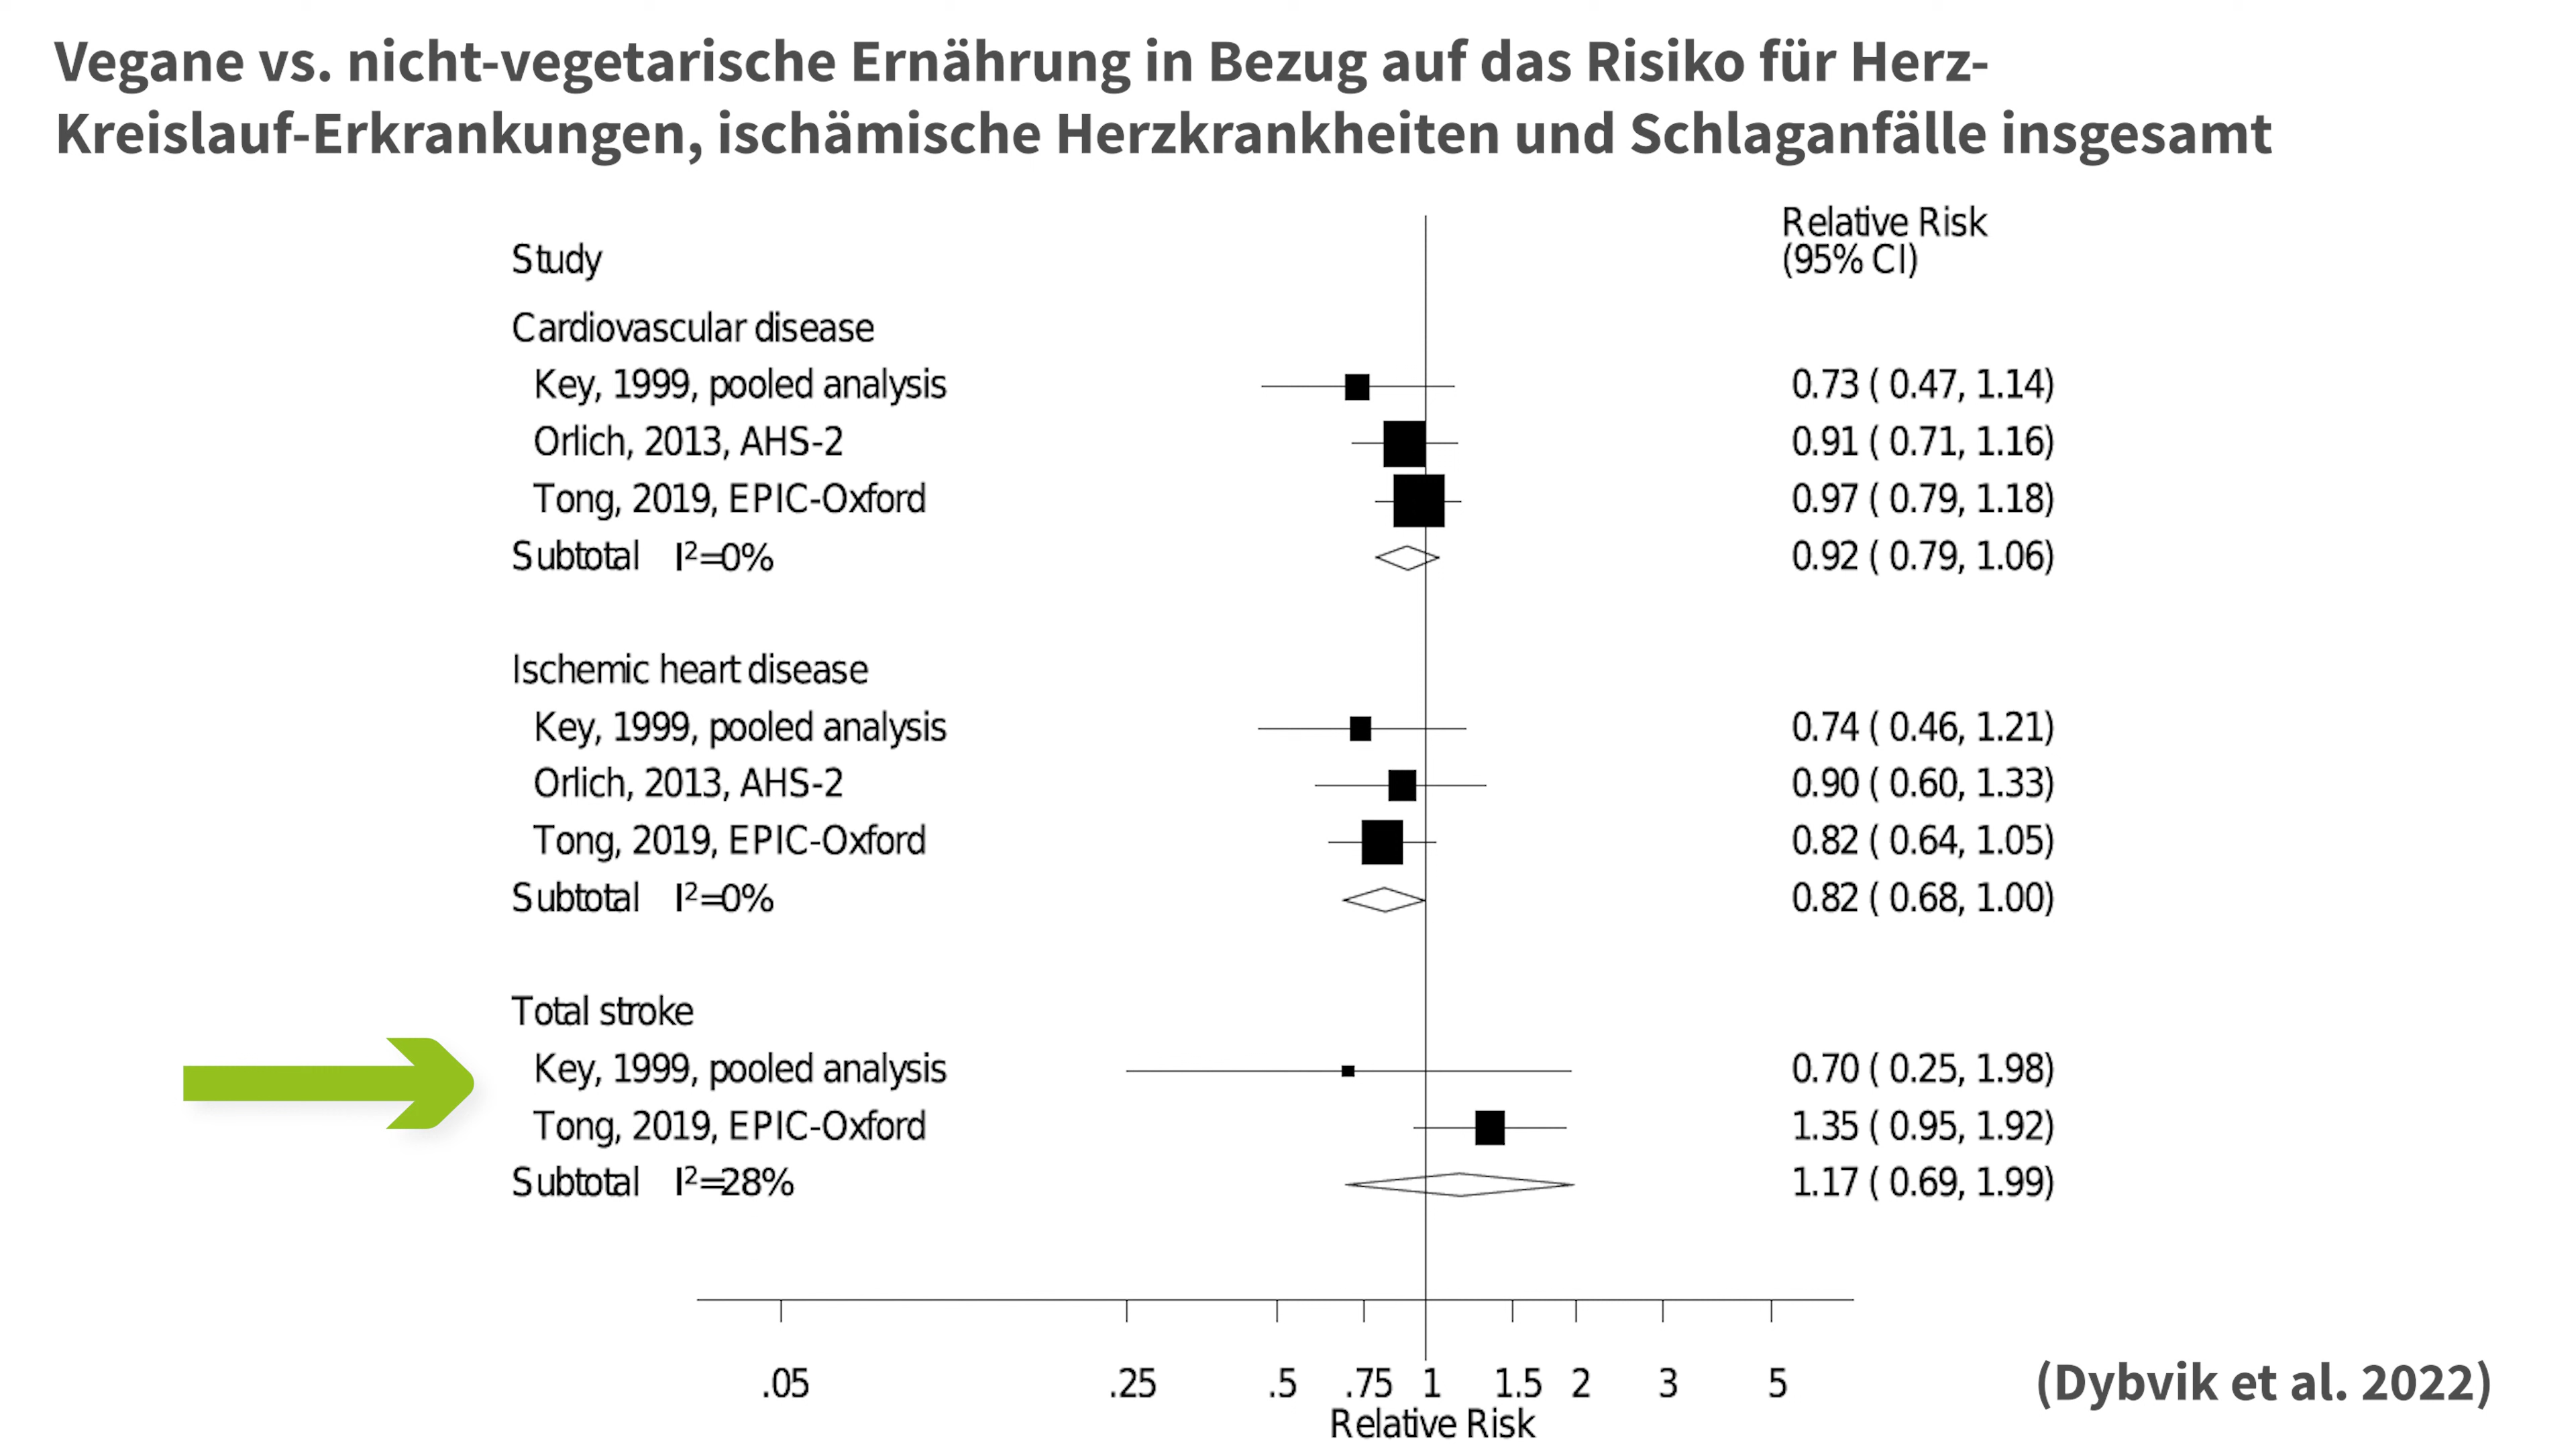 Vegane vs. nicht-vegetarische Ernährung in Bezug auf das Risiko für Herz-
Kreislauf-Erkrankungen, ischämische Herzkrankheiten und Schlaganfälle insgesamt
Relative Risk
Study (95% CI)
Cardiovascular disease
Key, 1999, pooled analysis 0.73 ( 0.47, 1.14)
Orlich, 2013, AHS-2 0.91 ( 0.71, 1.16)
Tong, 2019, EPIC-Oxford 0.97 ( 0.79, 1.18)
Subtotal I²=0% 0.92 ( 0.79, 1.06)
Ischemic heart disease
Key, 1999, pooled analysis 0.74 ( 0.46, 1.21)
Orlich, 2013, AHS-2 0.90 ( 0.60, 1.33)
Tong, 2019, EPIC-Oxford 0.82 ( 0.64, 1.05)
Subtotal I²=0% 0.82 ( 0.68, 1.00)
Total stroke
Key, 1999, pooled analysis 0.70 ( 0.25, 1.98)
Tong, 2019, EPIC-Oxford 1.35 ( 0.95, 1.92)
Subtotal I²=28% 1.17 ( 0.69, 1.99)
.05 .25 .5 .75 1 1.5 2 3 5
Relative Risk
(Dybvik et al. 2022)